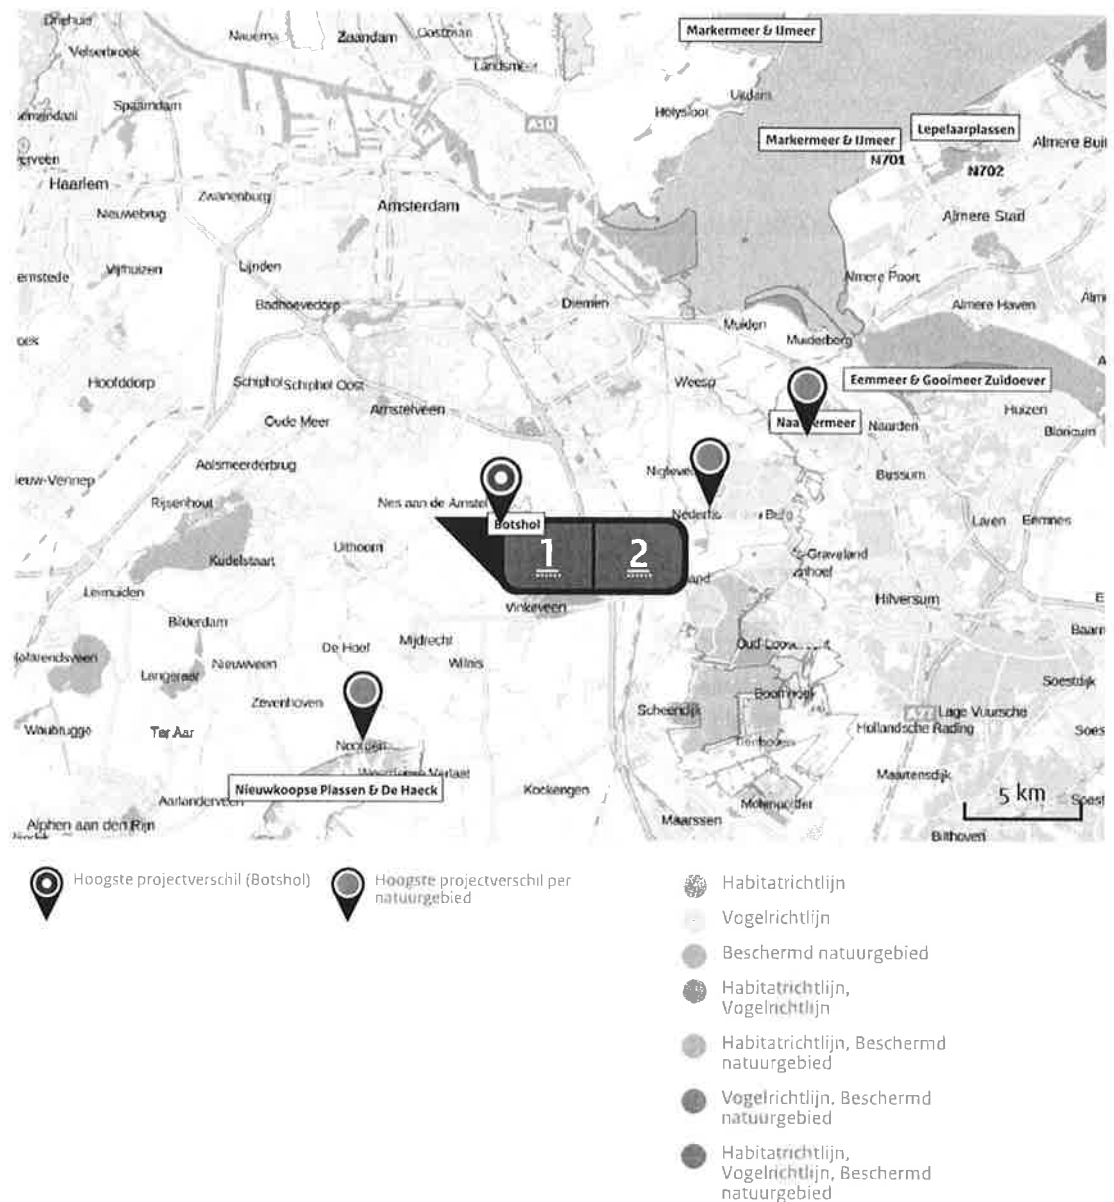 Markermeer & IJmeer
Zaandam
Velserbroek
Landsmeer
Uitdam
Spaarndam
Holysloot
A10
Lepelaarplassen
Markermeer & IJmeer
N701
N702
Haarlem
Zwanenburg
Amsterdam
Nieuwebrug
Almere Stad
Vijfhuizen
Lijnden
Almere Poort
Badhoevedorp
Diemen
Almere Haven
Muiden
Muiderberg
Hoofddorp
Schiphol
Schiphol Oost
Weesp
Eemmeer & Gooimeer Zuidoever
Amstelveen
Huizen
Oude Meer
Naarden
Blaricum
Aalsmeerderbrug
Bussum
Rijsenhout
Nes aan de Amstel
Botshol
Laren
Eemnes
1
2
Uithoorn
Kudelstaart
Leimuiden
Vinkeveen
Hilversum
Bilderdam
De Hoef
Mijdrecht
Nieuwveen
Wilnis
Langeraar
Soestdijk
Zevenhoven
Scheendijk
Woubrugge
Ter Aar
Lage Vuursche
Hollandsche Rading
Nieuwkoopse Plassen & De Haeck
Maartensdijk
Aarlanderveen
Kockengen
5 km
Alphen aan den Rijn
Maarssen
Bilthoven
Hoogste projectverschil (Botshol)
Hoogste projectverschil per
natuurgebied
Habitatrichtlijn
Vogelrichtlijn
Beschermd natuurgebied
Habitatrichtlijn,
Vogelrichtlijn
Habitatrichtlijn, Beschermd
natuurgebied
Vogelrichtlijn, Beschermd
natuurgebied
Habitatrichtlijn,
Vogelrichtlijn, Beschermd
natuurgebied